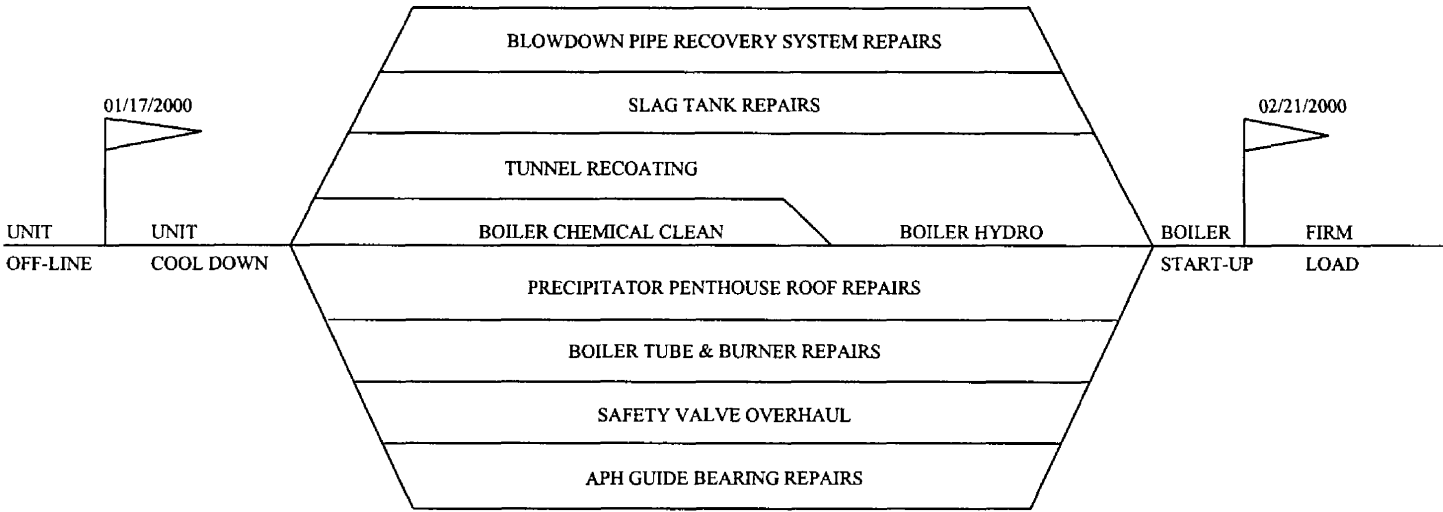 BLOWDOWN PIPE RECOVERY SYSTEM REPAIRS
01/17/2000
SLAG TANK REPAIRS
02/21/2000
TUNNEL RECOATING
UNIT
OFF-LINE
UNIT
COOL DOWN
BOILER CHEMICAL CLEAN
BOILER HYDRO
BOILER
START-UP
FIRM
LOAD
PRECIPITATOR PENTHOUSE ROOF REPAIRS
BOILER TUBE & BURNER REPAIRS
SAFETY VALVE OVERHAUL
APH GUIDE BEARING REPAIRS